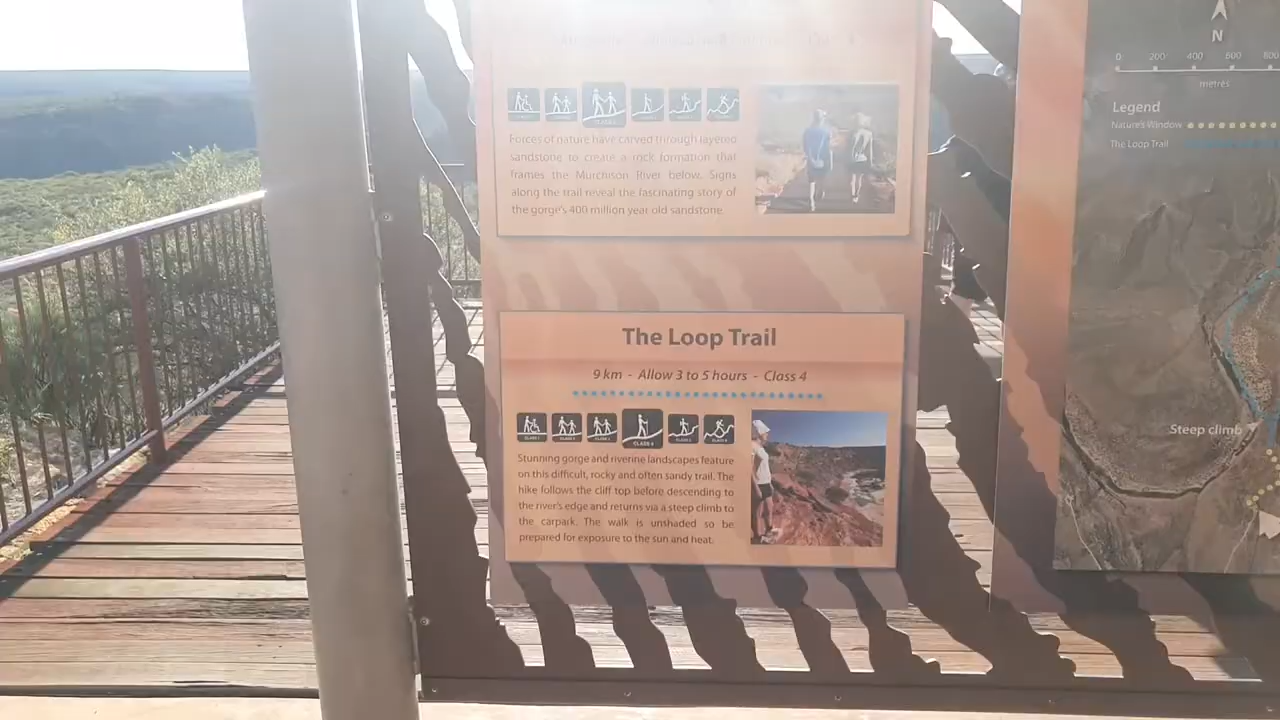 Forces of nature have carved through layered
sandstone to create a rock formation that
frames the Murchison River below. Signs
along the trail reveal the fascinating story of
the gorge's 400 million year old sandstone.
The Loop Trail
9 km - Allow 3 to 5 hours - Class 4
CLASS 4
Stunning gorge and riverine landscapes feature
on this difficult, rocky and often sandy trail. The
hike follows the cliff top before descending to
the river's edge and returns via a steep climb to
the carpark. The walk is unshaded so be
prepared for exposure to the sun and heat.
N
0 200 400 600 800
metres
Legend
Nature's Window
The Loop Trail
Steep climb